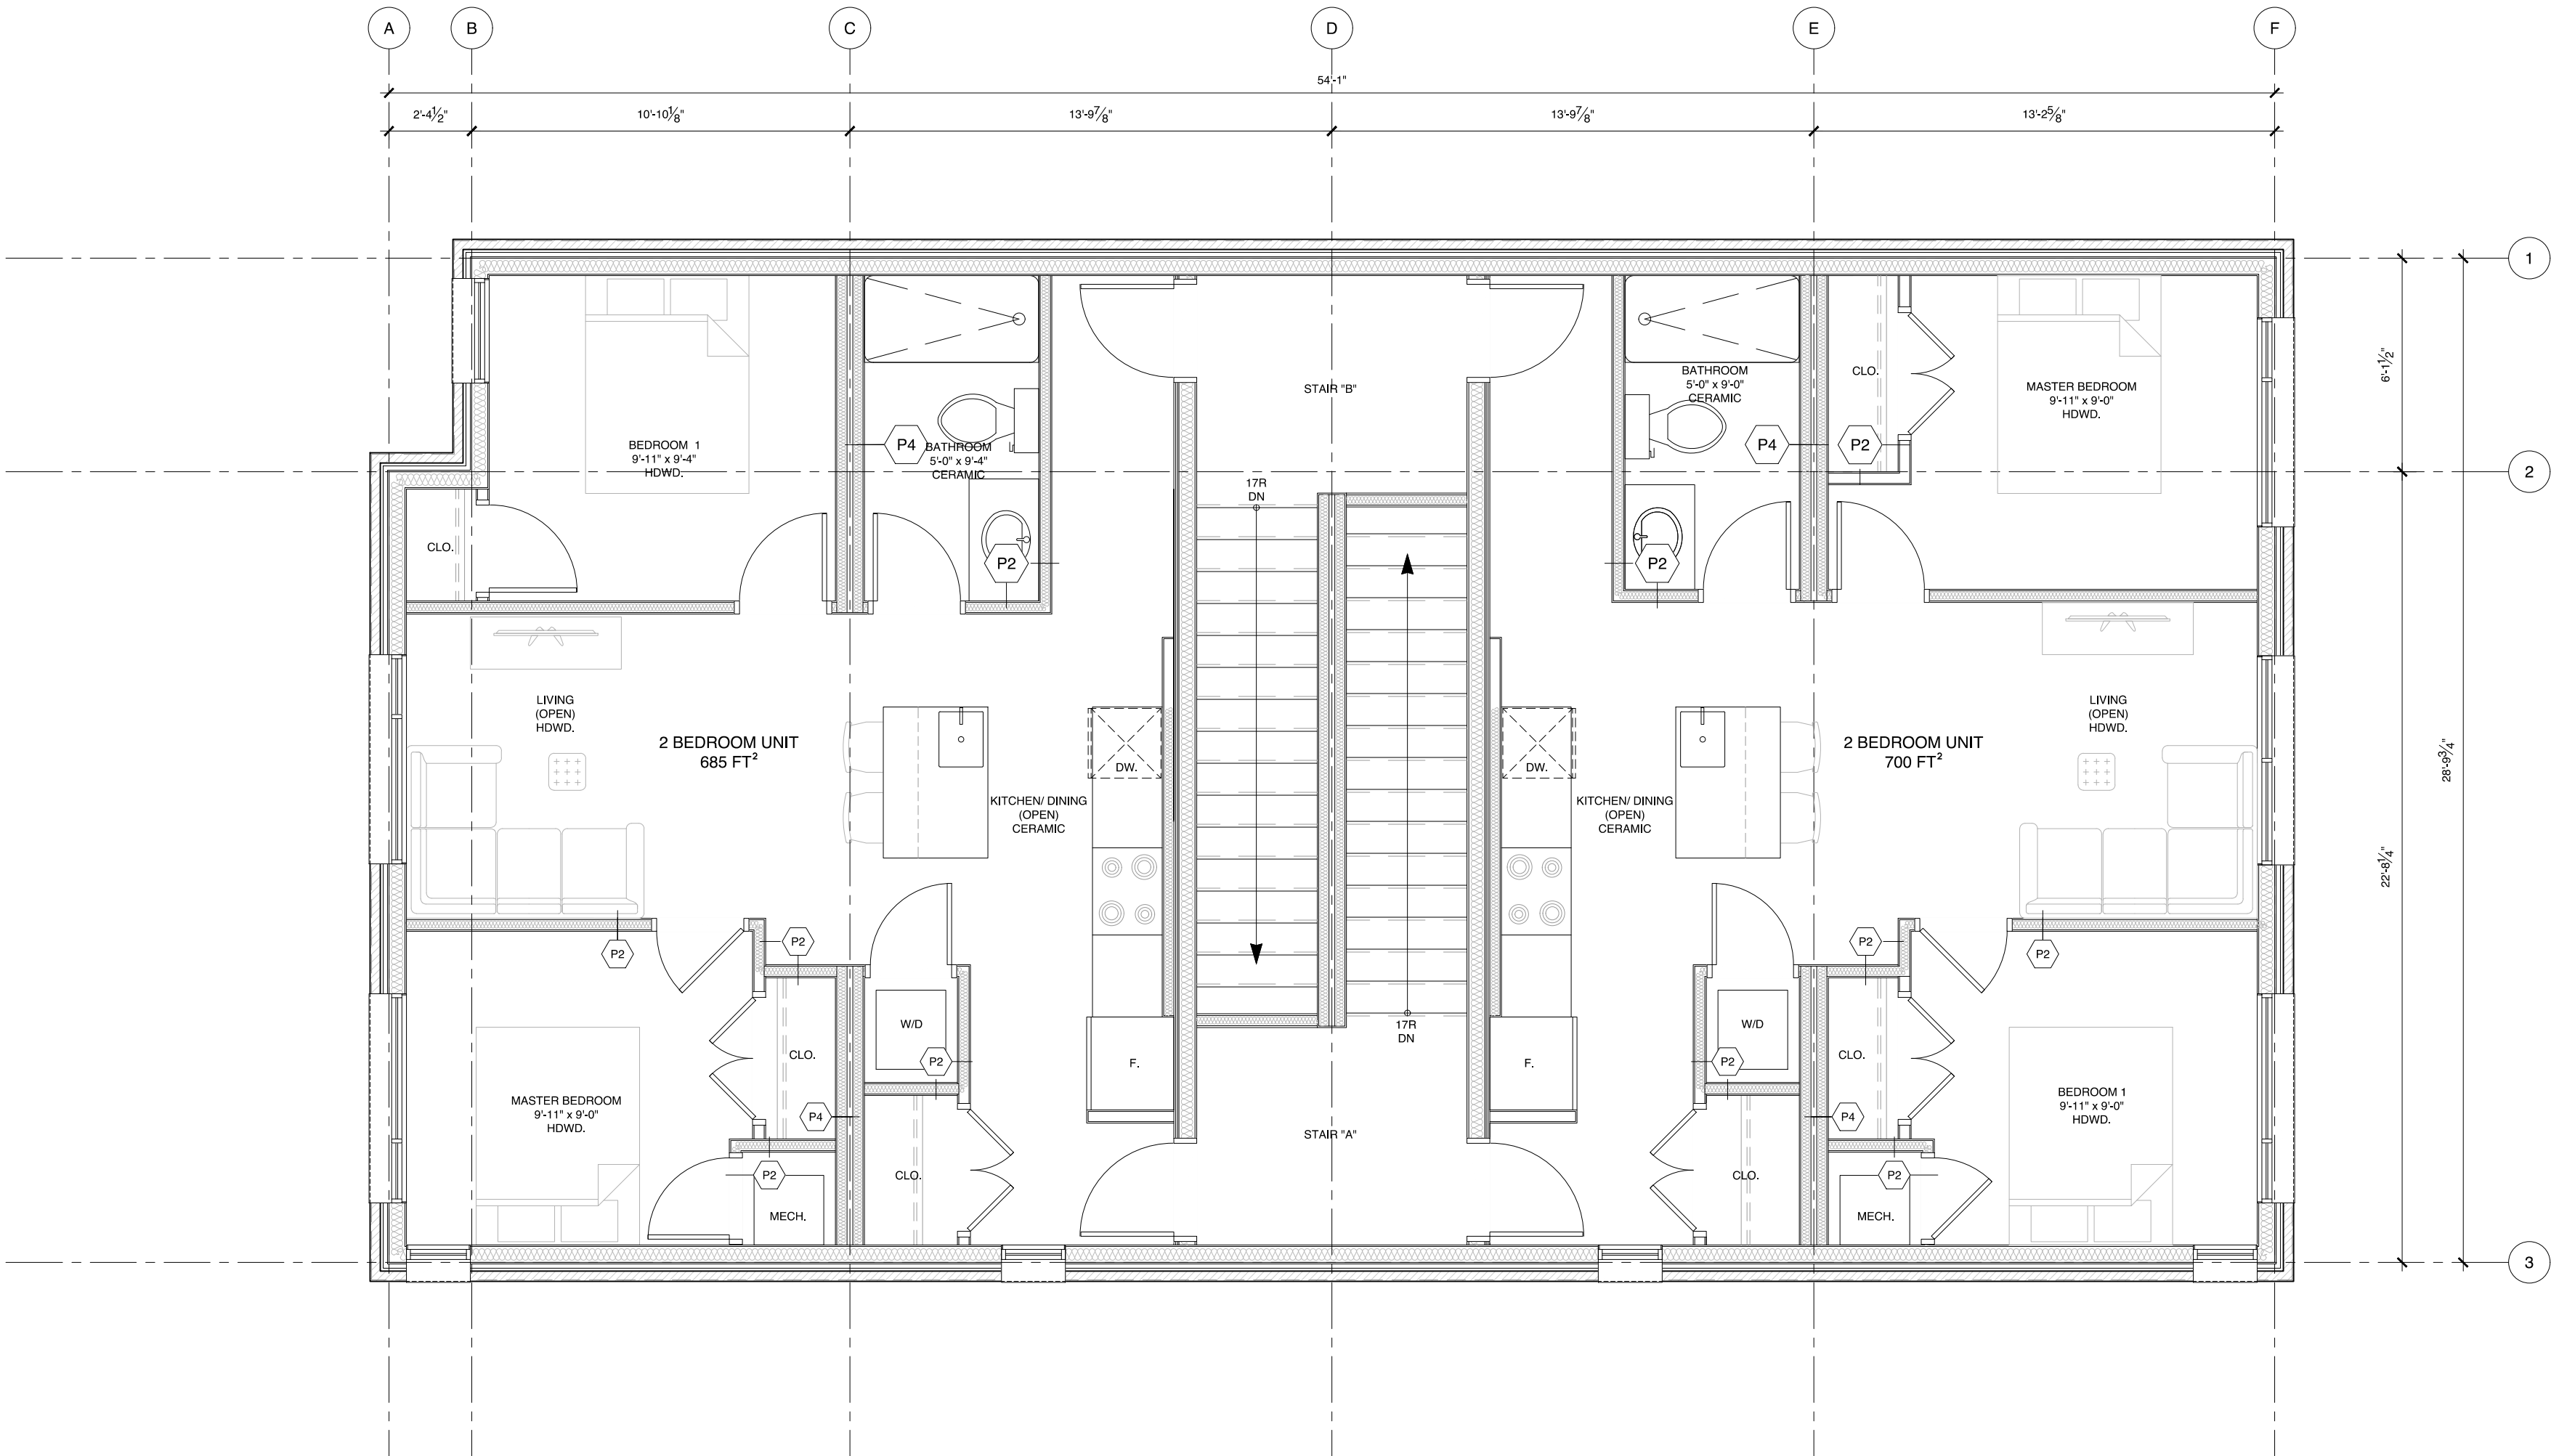 A
B
C
D
E
F
54'-1"
2'-4½"
10'-10⅛"
13'-9⅞"
13'-9⅞"
13'-2⅝"
1
2
3
6'-1½"
22'-8¼"
28'-9¾"
BEDROOM 1
9'-11" x 9'-4"
HDWD.
P4
BATHROOM
5'-0" x 9'-4"
CERAMIC
P2
CLO.
STAIR "B"
17R
DN
BATHROOM
5'-0" x 9'-0"
CERAMIC
P4
P2
P2
CLO.
MASTER BEDROOM
9'-11" x 9'-0"
HDWD.
LIVING
(OPEN)
HDWD.
2 BEDROOM UNIT
685 FT²
DW.
KITCHEN/ DINING
(OPEN)
CERAMIC
DW.
KITCHEN/ DINING
(OPEN)
CERAMIC
2 BEDROOM UNIT
700 FT²
LIVING
(OPEN)
HDWD.
P2
P2
P2
P2
W/D
P2
CLO.
F.
17R
DN
F.
W/D
P2
CLO.
MASTER BEDROOM
9'-11" x 9'-0"
HDWD.
P4
STAIR "A"
P4
BEDROOM 1
9'-11" x 9'-0"
HDWD.
P2
MECH.
CLO.
CLO.
P2
MECH.